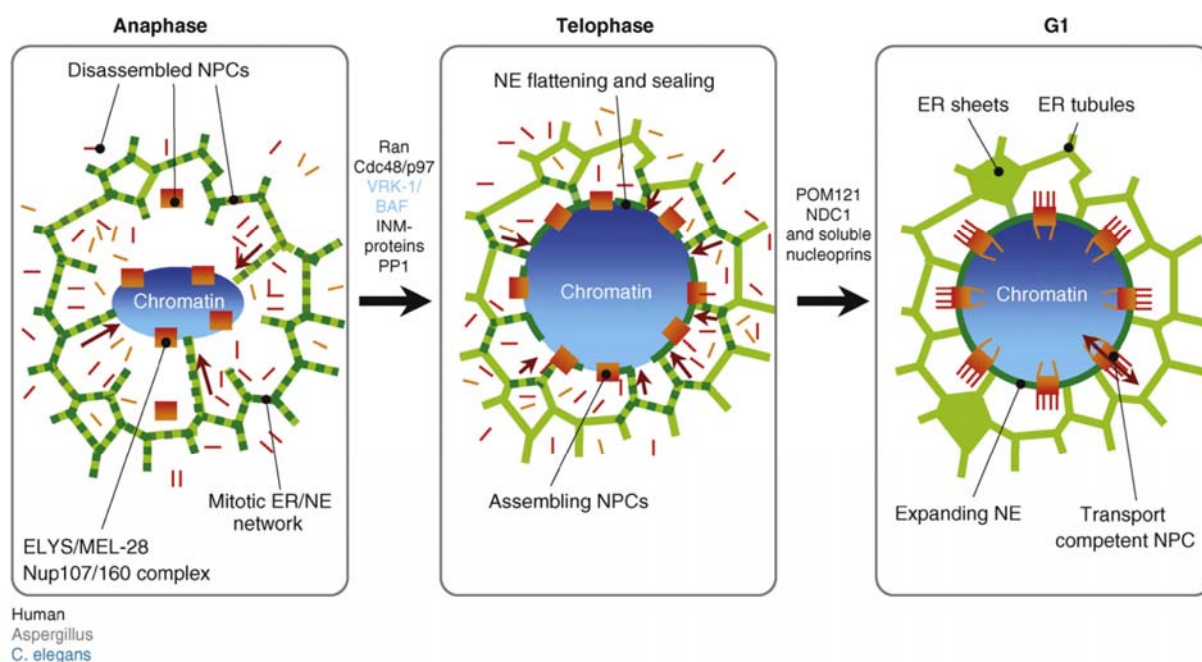 Anaphase
Disassembled NPCs
Chromatin
Mitotic ER/NE
network
ELYS/MEL-28
Nup107/160 complex
Ran
Cdc48/p97
VRK-1/
BAF
INM-
proteins
PP1
Telophase
NE flattening and sealing
Chromatin
Assembling NPCs
POM121
NDC1
and soluble
nucleoprins
G1
ER sheets
ER tubules
Chromatin
Expanding NE
Transport
competent NPC
Human
Aspergillus
C. elegans